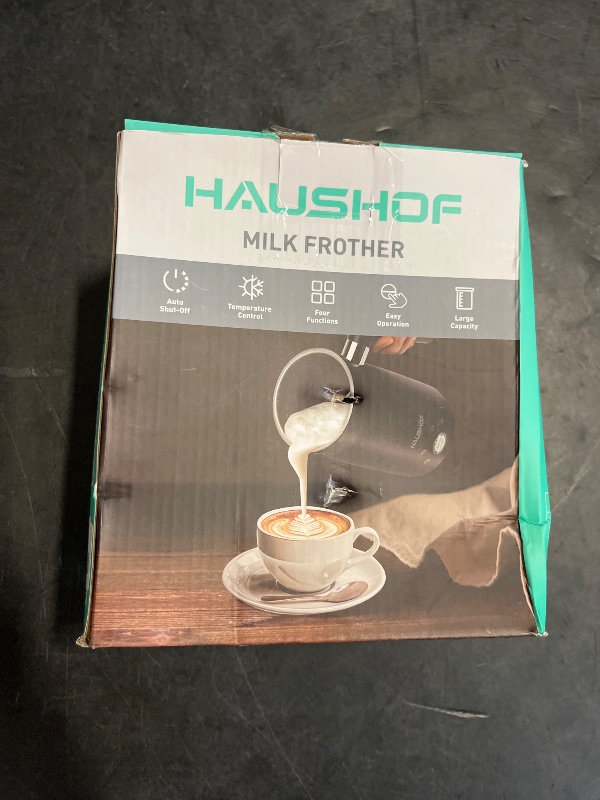 HAUSHOF
MILK FROTHER
Auto
Shut-Off
Temperature
Control
Four
Functions
Easy
Operation
Large
Capacity
HAUSHOF